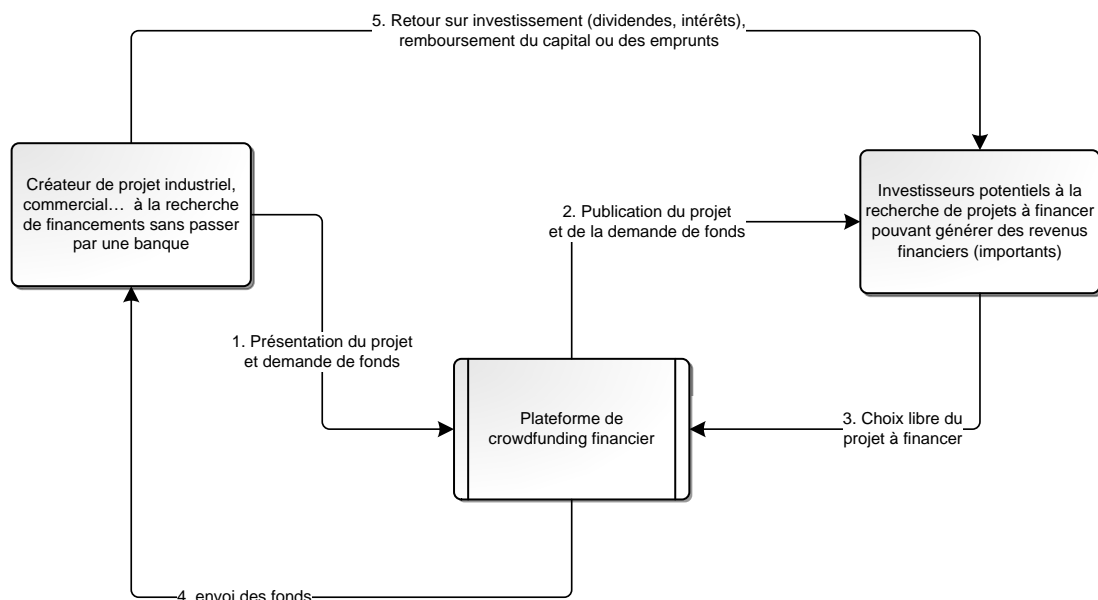 5. Retour sur investissement (dividendes, intérêts),
remboursement du capital ou des emprunts
Créateur de projet industriel,
commercial… à la recherche
de financements sans passer
par une banque
Investisseurs potentiels à la
recherche de projets à financer
pouvant générer des revenus
financiers (importants)
2. Publication du projet
et de la demande de fonds
1. Présentation du projet
et demande de fonds
Plateforme de
crowdfunding financier
3. Choix libre du
projet à financer
4. envoi des fonds